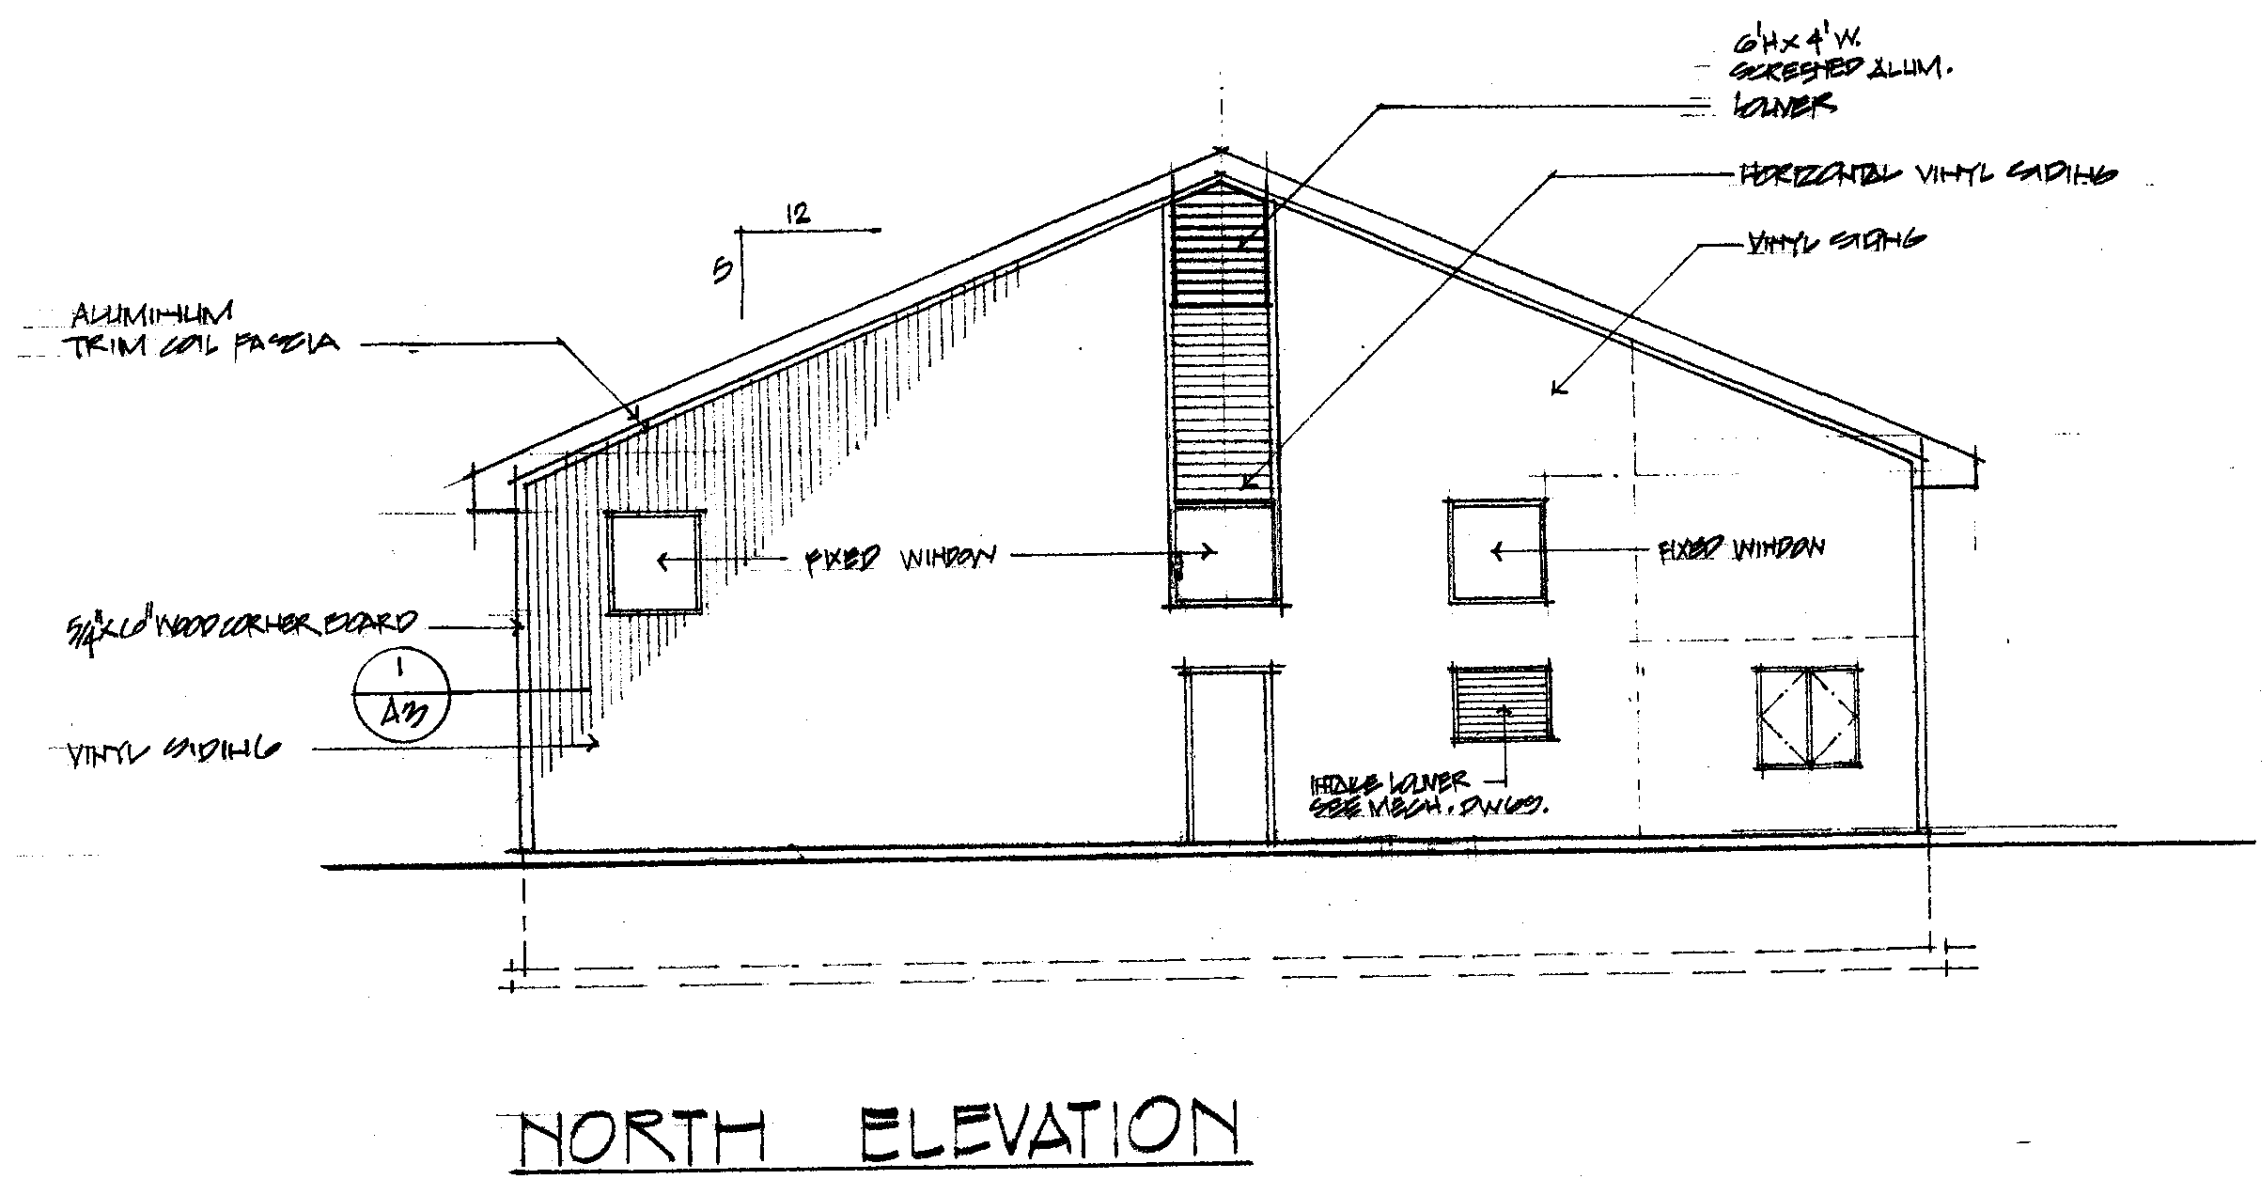 6'H X 4'W.
SCREENED ALUM.
LOUVER
HORIZONTAL VINYL SIDING
VINYL SIDING
12
5
ALUMINUM
TRIM COIL FASCIA
FIXED WINDOW
FIXED WINDOW
5/4" X 6" WOOD CORNER BOARD
1
A3
VINYL SIDING
INTAKE LOUVER
SEE MECH. DWGS.
NORTH ELEVATION